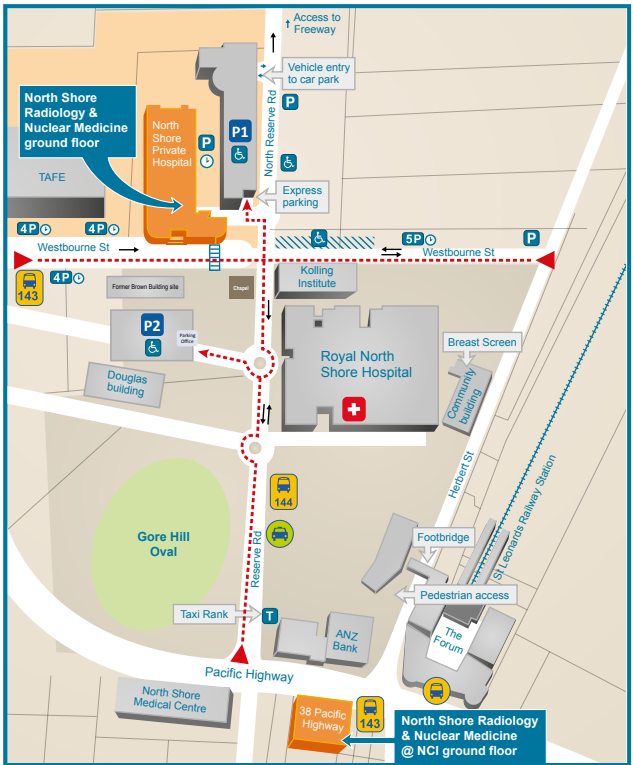 Access to
Freeway
Vehicle entry
to car park
North Shore
Radiology
& Nuclear Medicine
ground floor
P
North
Shore
Private
Hospital
P
P1
North Reserve Rd
TAFE
Express
parking
4P
4P
5P
P
Westbourne St
Westbourne St
143
4P
Former Brown Building site
Chapel
Kolling
Institute
P2
Parking
Office
Royal North
Shore Hospital
Breast Screen
Community
building
Douglas
building
Herbert St
St Leonards Railway Station
144
Gore Hill
Oval
Reserve Rd
Footbridge
Pedestrian access
Taxi Rank
T
ANZ
Bank
The
Forum
Pacific Highway
North Shore
Medical Centre
38 Pacific
Highway
143
North Shore Radiology
& Nuclear Medicine
@ NCI ground floor